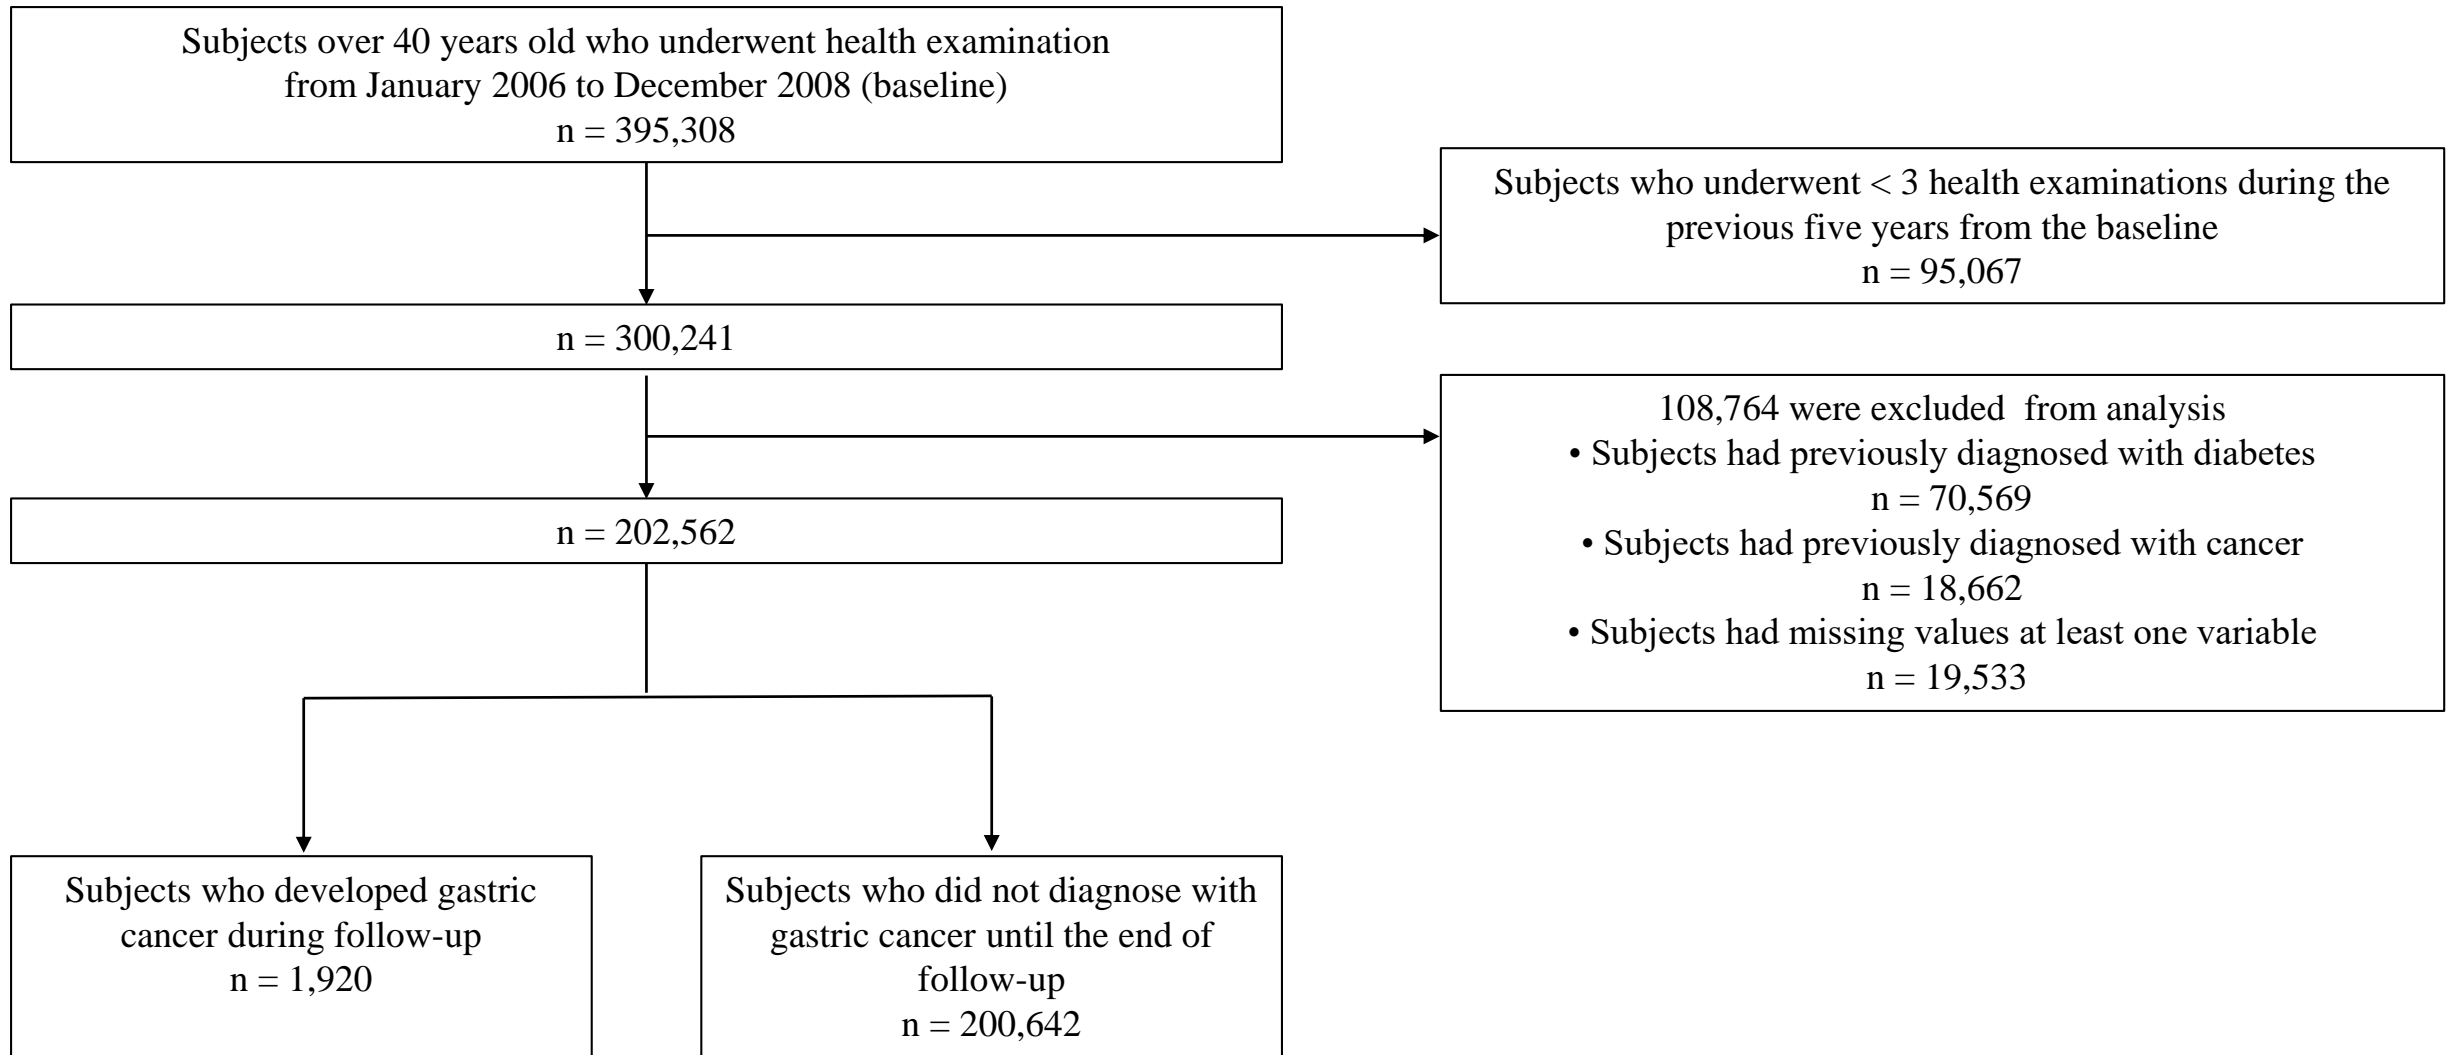 Subjects over 40 years old who underwent health examination
from January 2006 to December 2008 (baseline)
n = 395,308
Subjects who underwent < 3 health examinations during the
previous five years from the baseline
n = 95,067
n = 300,241
108,764 were excluded  from analysis
• Subjects had previously diagnosed with diabetes
n = 70,569
• Subjects had previously diagnosed with cancer
n = 18,662
• Subjects had missing values at least one variable
n = 19,533
n = 202,562
Subjects who developed gastric
cancer during follow-up
n = 1,920
Subjects who did not diagnose with
gastric cancer until the end of
follow-up
n = 200,642